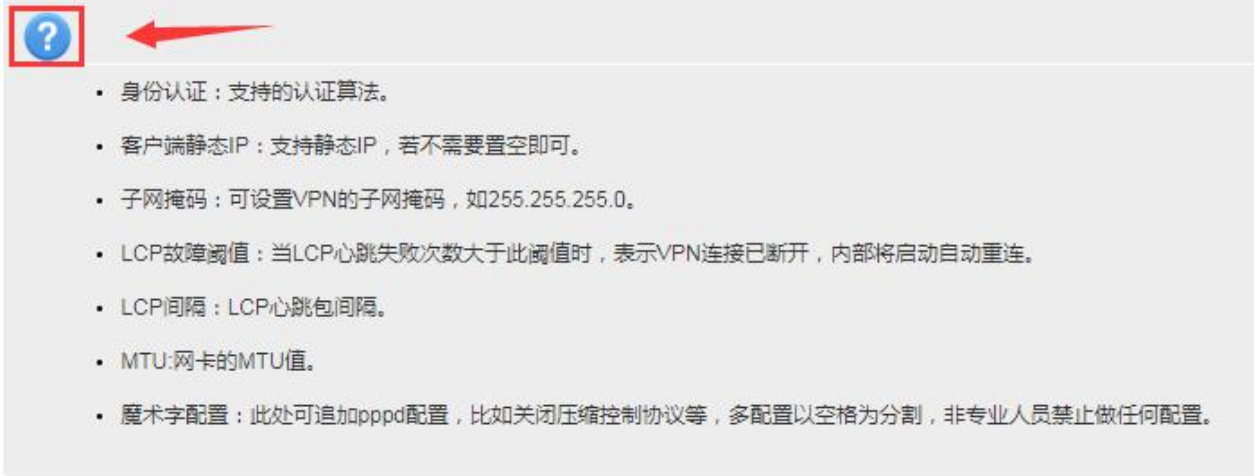 ?
• 身份认证：支持的认证算法。
• 客户端静态IP：支持静态IP，若不需要置空即可。
• 子网掩码：可设置VPN的子网掩码，如255.255.255.0。
• LCP故障阈值：当LCP心跳失败次数大于此阈值时，表示VPN连接已断开，内部将启动自动重连。
• LCP间隔：LCP心跳包间隔。
• MTU:网卡的MTU值。
• 魔术字配置：此处可追加pppd配置，比如关闭压缩控制协议等，多配置以空格为分割，非专业人员禁止做任何配置。